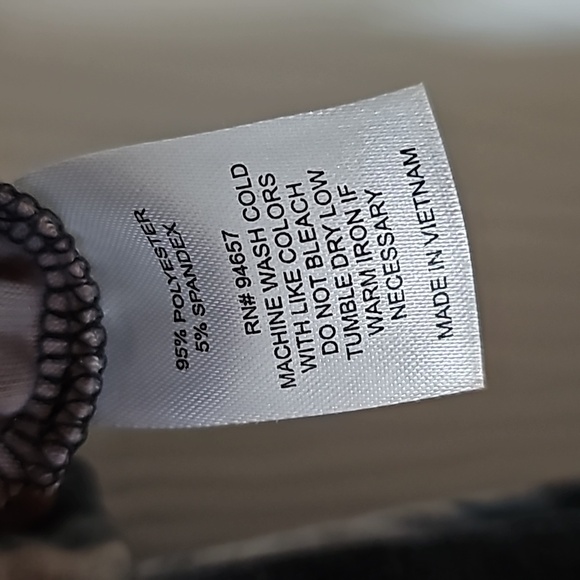 95% POLYESTER
5% SPANDEX
RN# 94657
MACHINE WASH COLD
WITH LIKE COLORS
DO NOT BLEACH
TUMBLE DRY LOW
WARM IRON IF
NECESSARY
MADE IN VIETNAM